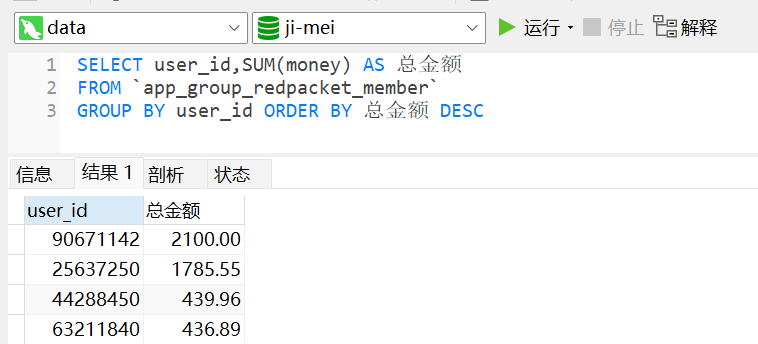 data ji-mei 运行 停止 解释
1 SELECT user_id,SUM(money) AS 总金额
2 FROM `app_group_redpacket_member`
3 GROUP BY user_id ORDER BY 总金额 DESC
信息 结果 1 剖析 状态
user_id 总金额
90671142 2100.00
25637250 1785.55
44288450 439.96
63211840 436.89